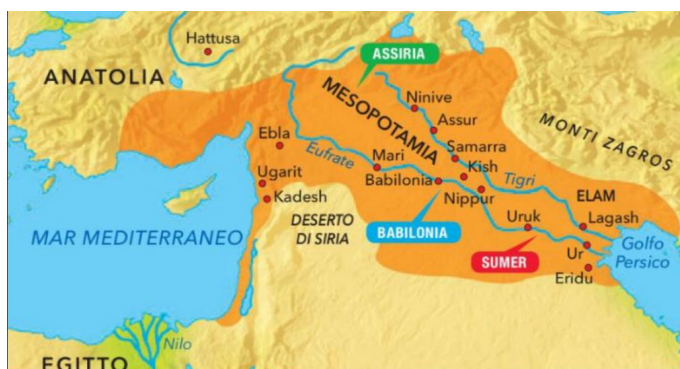 Hattusa
ASSIRIA
ANATOLIA
MESOPOTAMIA
Ninive
Assur
MONTI ZAGROS
Ebla
Samarra
Eufrate
Mari
Kish
Ugarit
Babilonia
Tigri
Kadesh
Nippur
ELAM
DESERTO
DI SIRIA
Uruk
Lagash
MAR MEDITERRANEO
BABILONIA
Golfo
Persico
Ur
SUMER
Eridu
Nilo
EGITTO